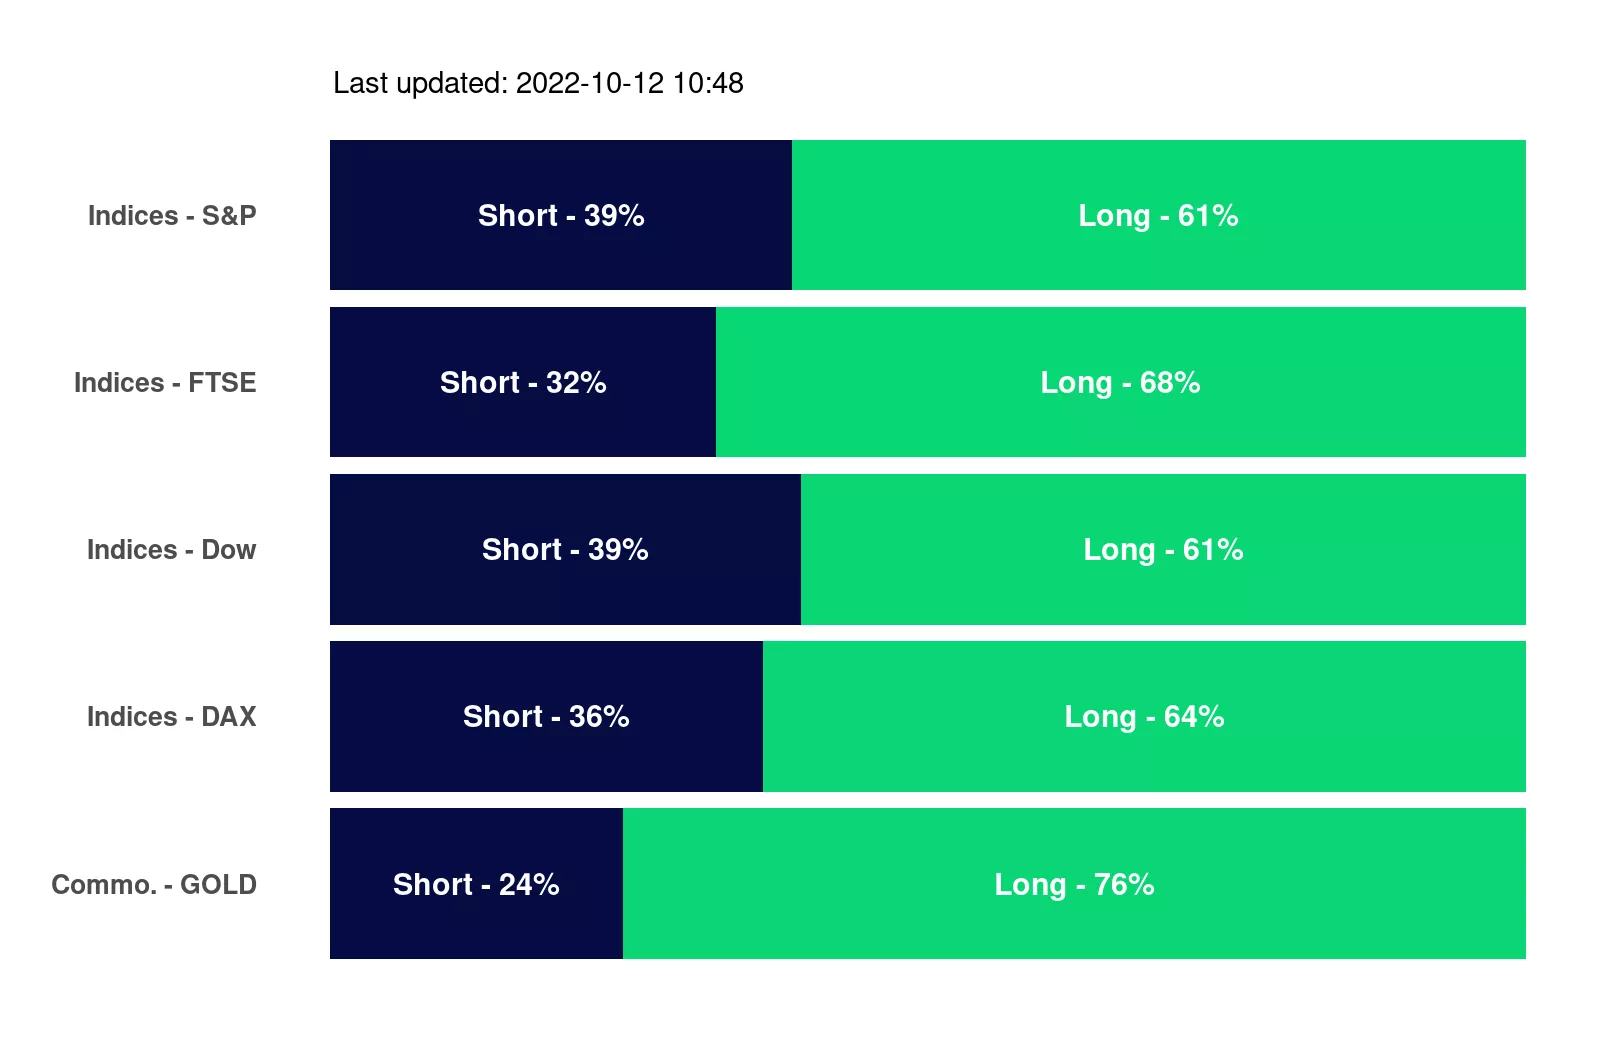 Last updated: 2022-10-12 10:48
Indices - S&P Short - 39% Long - 61%
Indices - FTSE Short - 32% Long - 68%
Indices - Dow Short - 39% Long - 61%
Indices - DAX Short - 36% Long - 64%
Commo. - GOLD Short - 24% Long - 76%